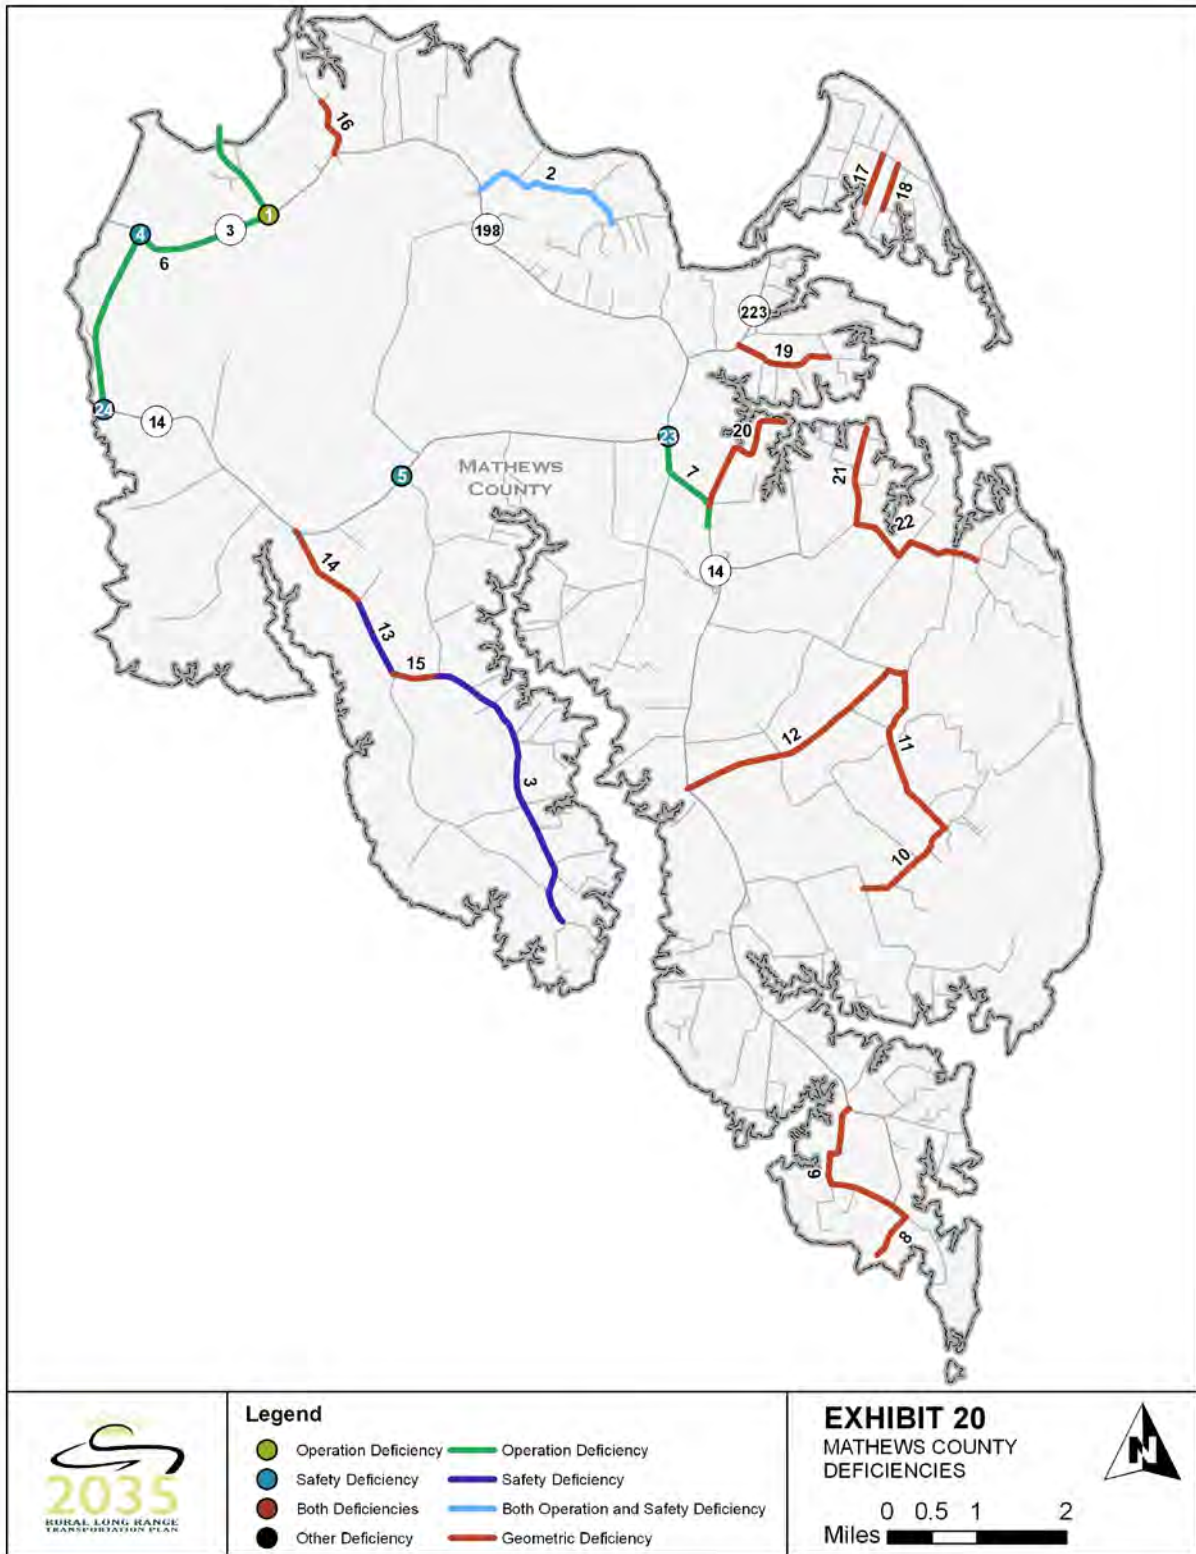 16
2
17
18
1
3
4
6
198
223
19
24
14
23
20
7
21
22
5
MATHEWS
COUNTY
14
14
13
15
3
12
11
10
9
8
Legend
Operation Deficiency
Operation Deficiency
Safety Deficiency
Safety Deficiency
Both Deficiencies
Both Operation and Safety Deficiency
Other Deficiency
Geometric Deficiency
2035
RURAL LONG RANGE
TRANSPORTATION PLAN
EXHIBIT 20
MATHEWS COUNTY
DEFICIENCIES
N
0 0.5 1 2
Miles